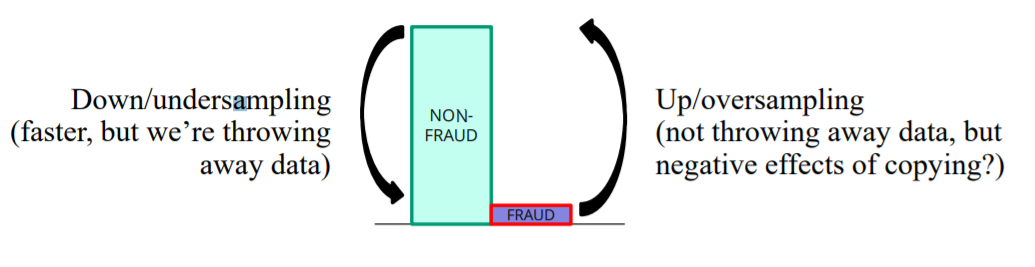 Down/undersampling
(faster, but we’re throwing
away data)
NON-
FRAUD
FRAUD
Up/oversampling
(not throwing away data, but
negative effects of copying?)